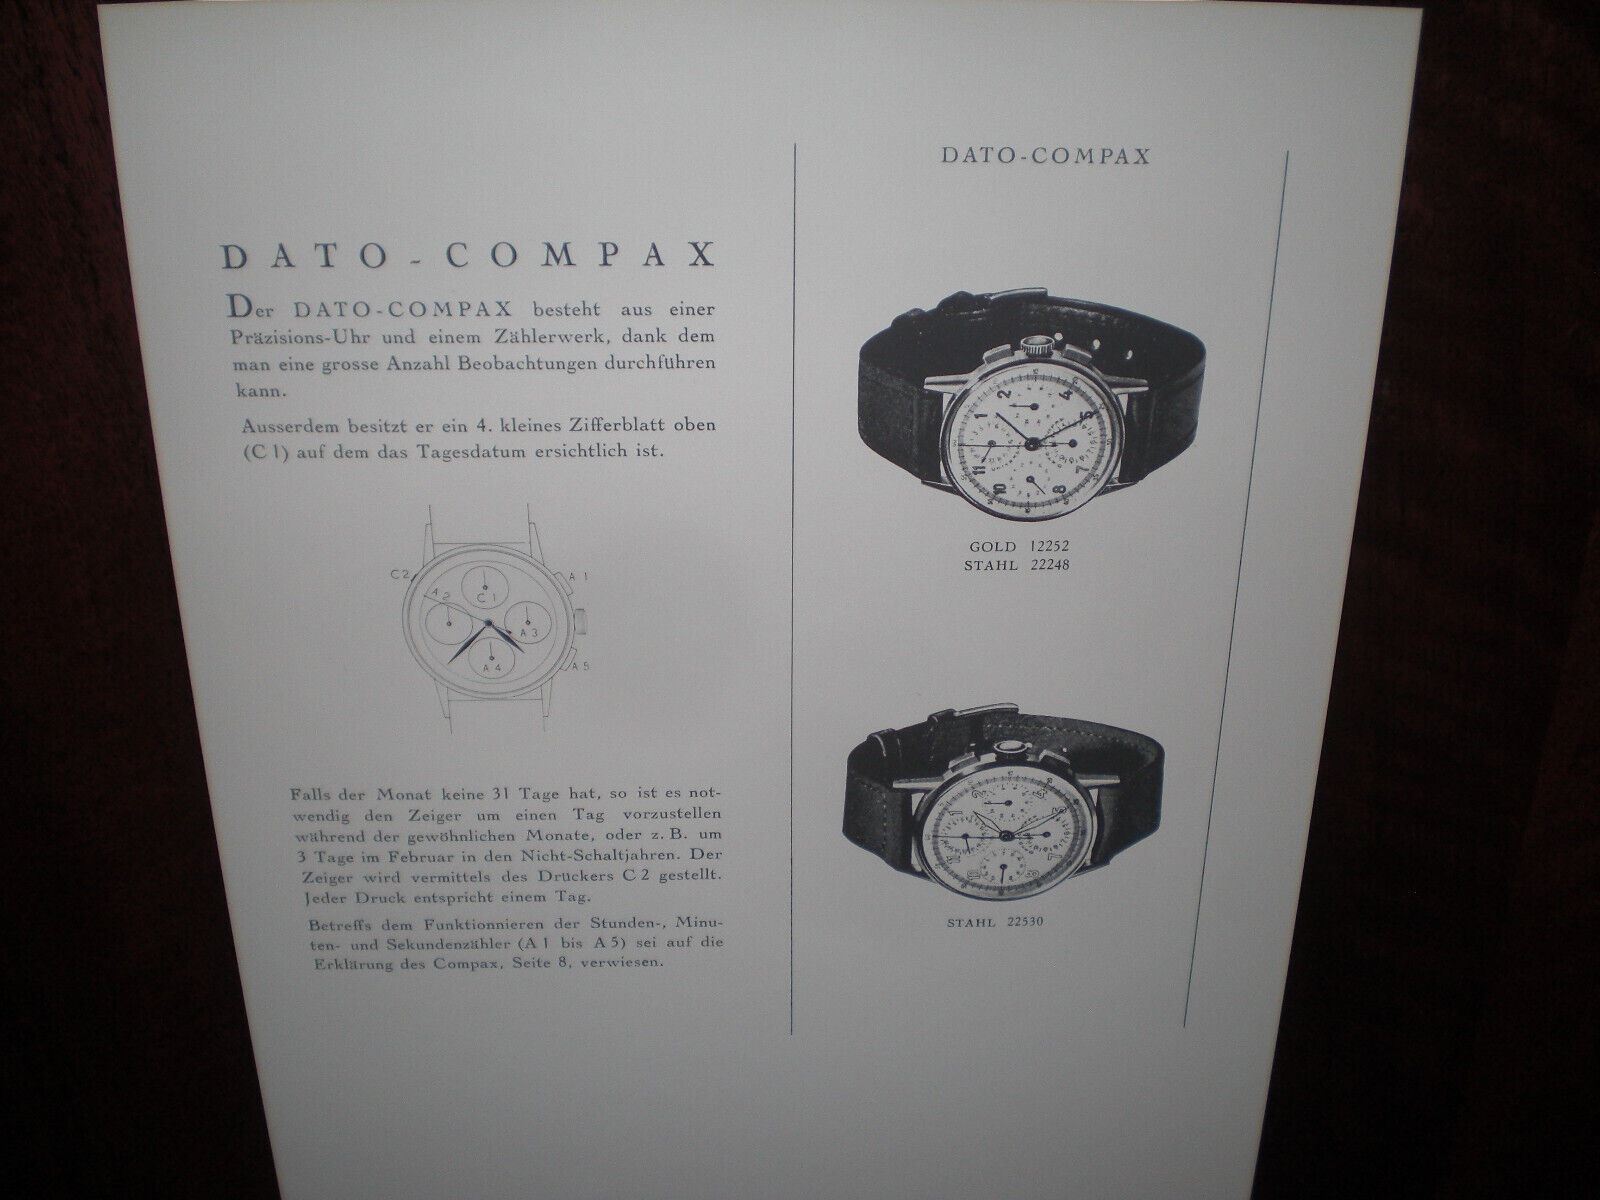 DATO-COMPAX
Der DATO-COMPAX besteht aus einer
Präzisions-Uhr und einem Zählerwerk, dank dem
man eine grosse Anzahl Beobachtungen durchführen
kann.
Ausserdem besitzt er ein 4. kleines Zifferblatt oben
(C 1) auf dem das Tagesdatum ersichtlich ist.
C 2
A 1
A 2
C 1
A 3
A 4
A 5
Falls der Monat keine 31 Tage hat, so ist es not-
wendig den Zeiger um einen Tag vorzustellen
während der gewöhnlichen Monate, oder z. B. um
3 Tage im Februar in den Nicht-Schaltjahren. Der
Zeiger wird vermittels des Drückers C 2 gestellt.
Jeder Druck entspricht einem Tag.
Betreffs dem Funktionnieren der Stunden-, Minu-
ten- und Sekundenzähler (A 1 bis A 5) sei auf die
Erklärung des Compax, Seite 8, verwiesen.
DATO-COMPAX
GOLD 12252
STAHL 22248
STAHL 22530